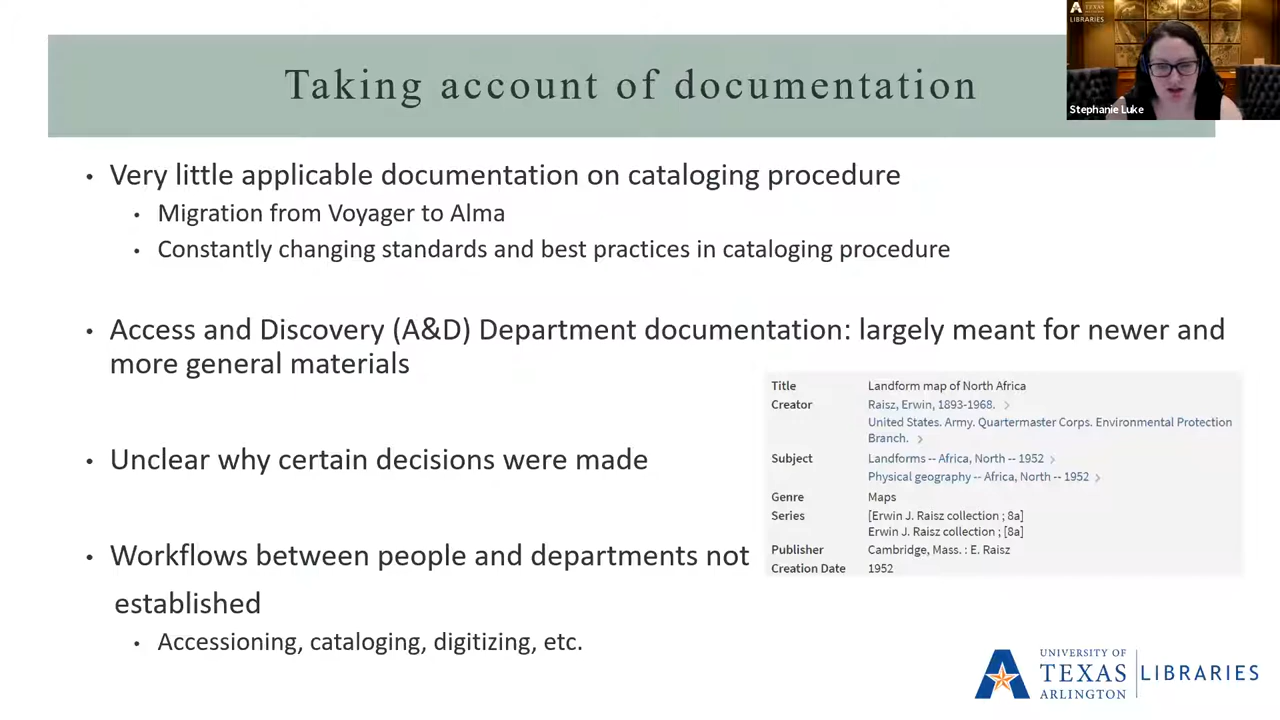 Taking account of documentation
TEXAS
LIBRARIES
Stephanie Luke
• Very little applicable documentation on cataloging procedure
• Migration from Voyager to Alma
• Constantly changing standards and best practices in cataloging procedure
• Access and Discovery (A&D) Department documentation: largely meant for newer and
more general materials
• Unclear why certain decisions were made
• Workflows between people and departments not
established
• Accessioning, cataloging, digitizing, etc.
Title Landform map of North Africa
Creator Raisz, Erwin, 1893-1968. >
United States. Army. Quartermaster Corps. Environmental Protection
Branch. >
Subject Landforms -- Africa, North -- 1952 >
Physical geography -- Africa, North -- 1952 >
Genre Maps
Series [Erwin J. Raisz collection ; 8a]
Erwin J. Raisz collection ; [8a]
Publisher Cambridge, Mass. : E. Raisz
Creation Date 1952
UNIVERSITY OF
TEXAS
ARLINGTON
LIBRARIES